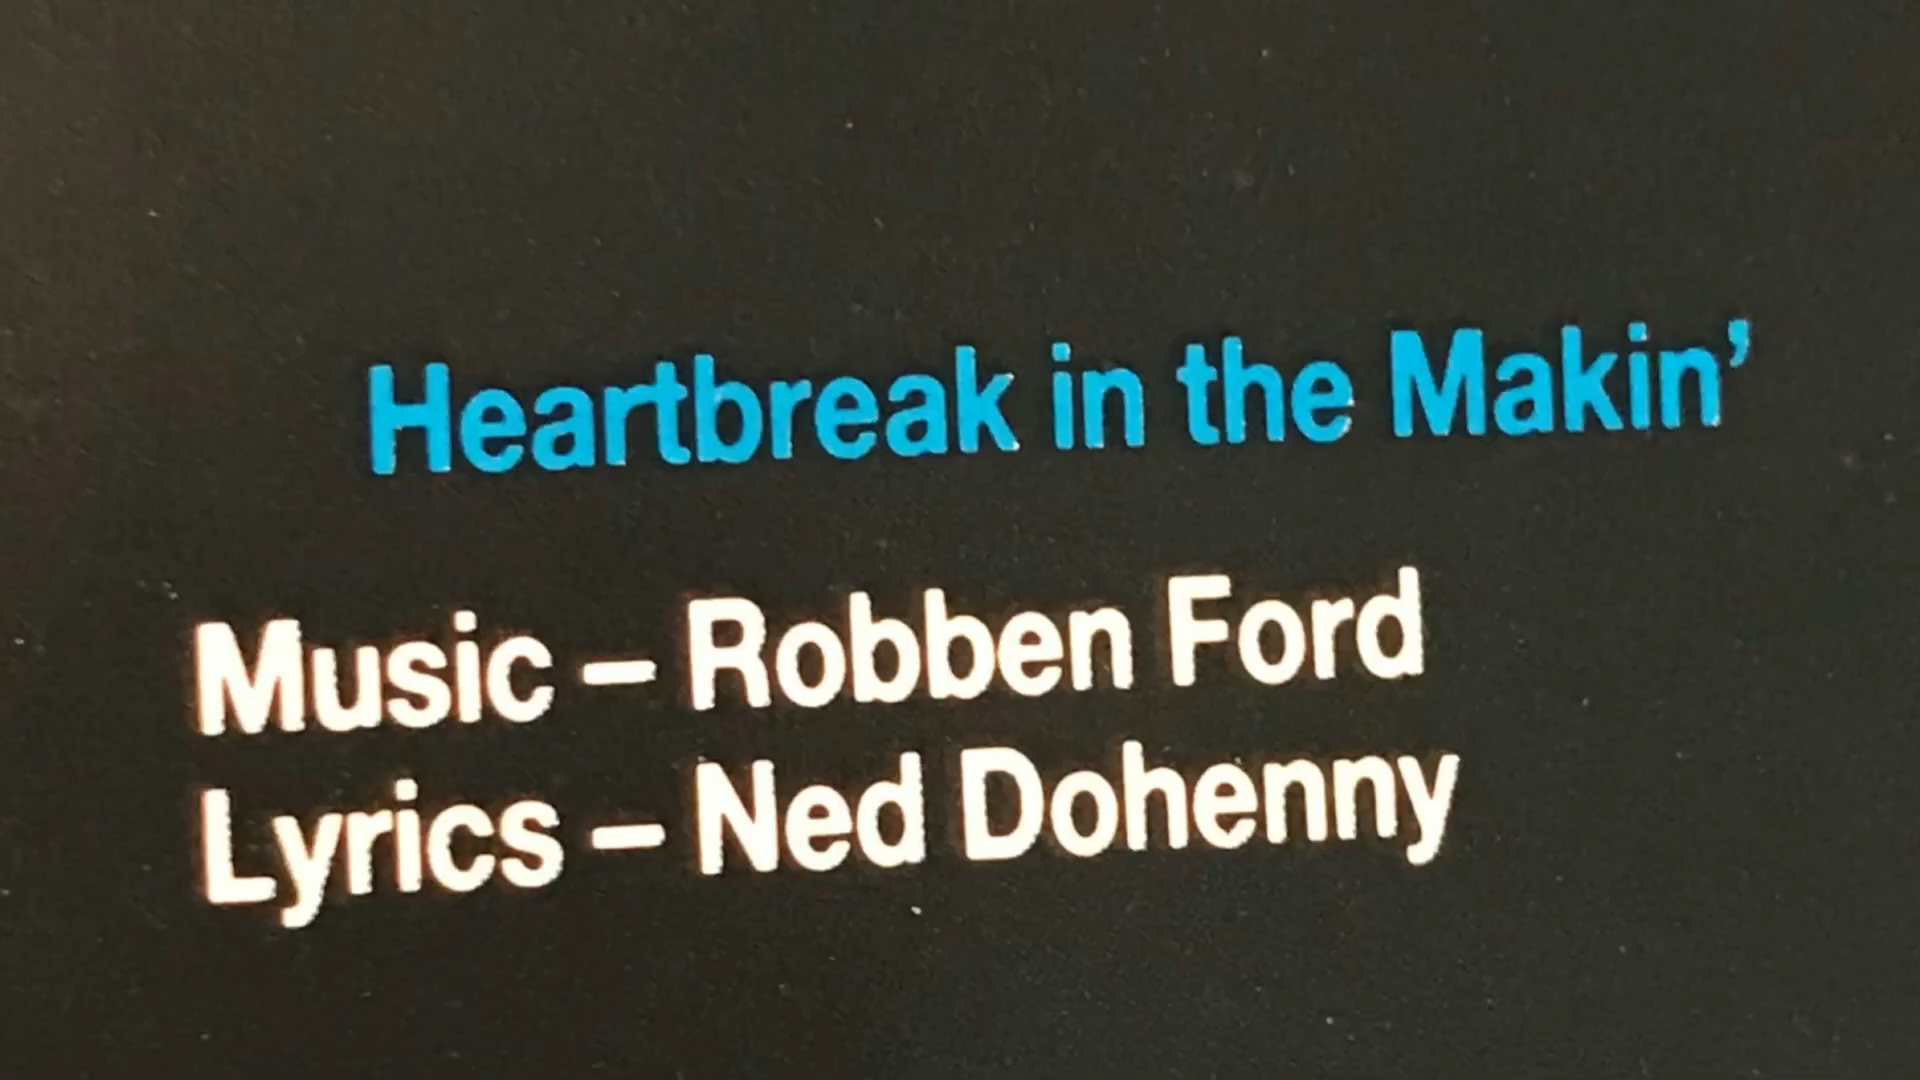 Heartbreak in the Makin’
Music – Robben Ford
Lyrics – Ned Dohenny